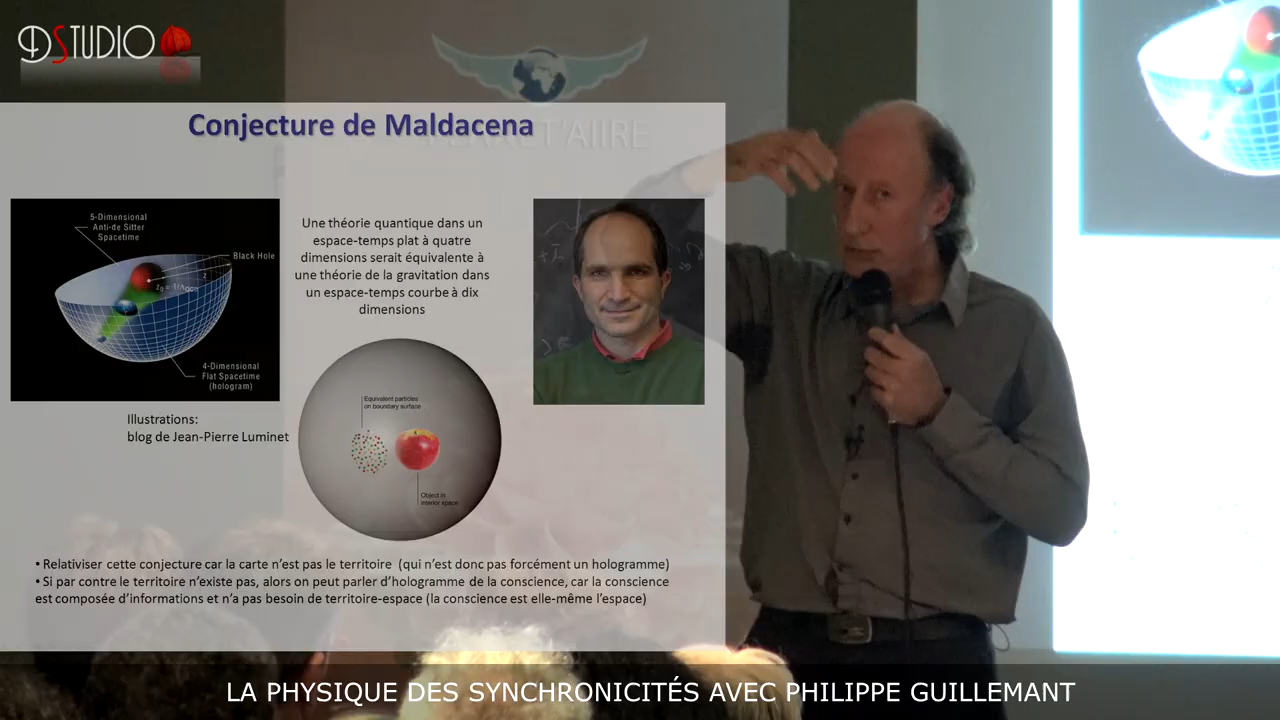 DSTUDIO
Conjecture de Maldacena
5-Dimensional
Anti-de Sitter
Spacetime
Black Hole
4-Dimensional
Flat Spacetime
(hologram)
Illustrations:
blog de Jean-Pierre Luminet
Une théorie quantique dans un
espace-temps plat à quatre
dimensions serait équivalente à
une théorie de la gravitation dans
un espace-temps courbe à dix
dimensions
Equivalent particles
on boundary surface
Object in
interior space
• Relativiser cette conjecture car la carte n'est pas le territoire (qui n'est donc pas forcément un hologramme)
• Si par contre le territoire n'existe pas, alors on peut parler d'hologramme de la conscience, car la conscience
est composée d'informations et n'a pas besoin de territoire-espace (la conscience est elle-même l'espace)
LA PHYSIQUE DES SYNCHRONICITÉS AVEC PHILIPPE GUILLEMANT